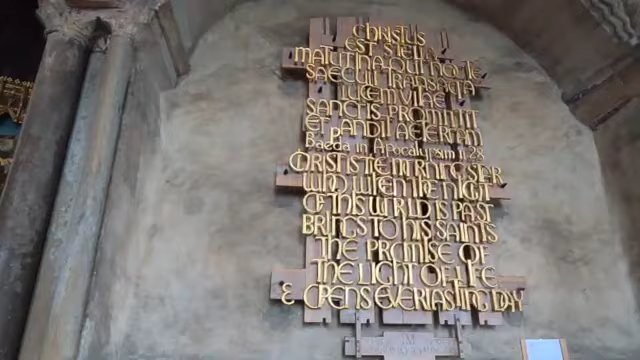 CHRISTUS
EST STELLA
MATUTINA QUI NOCTE
SAECULI TRANSACTA
LUCEM VITAE
SANCTIS PROMITTIT
ET PANDIT AETERNAM
Baeda in Apocalypsim II 28
CHRIST IS THE MORNING STAR
WHO WHEN THE NIGHT
OF THIS WORLD IS PAST
BRINGS TO HIS SAINTS
THE PROMISE OF
THE LIGHT OF LIFE
& OPENS EVERLASTING DAY